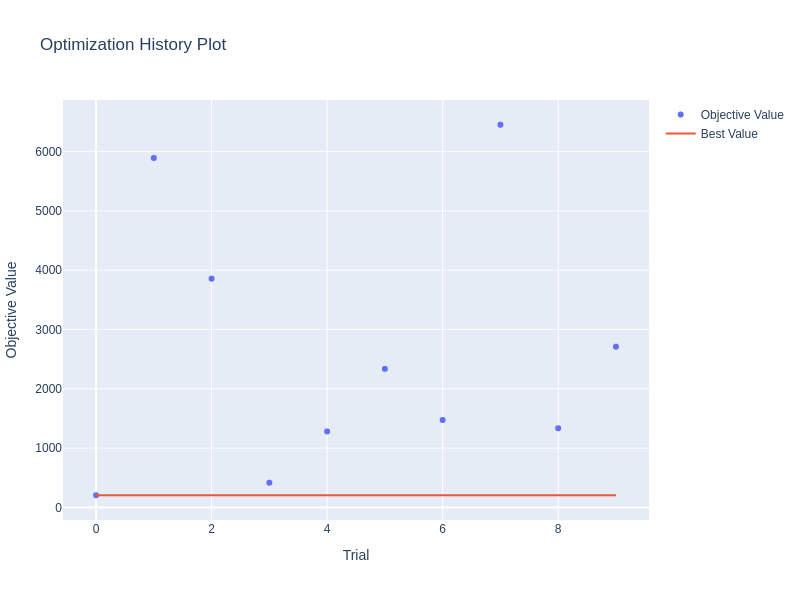 Optimization History Plot
Objective Value
Best Value
6000
5000
4000
3000
2000
1000
0
Objective Value
0 2 4 6 8
Trial